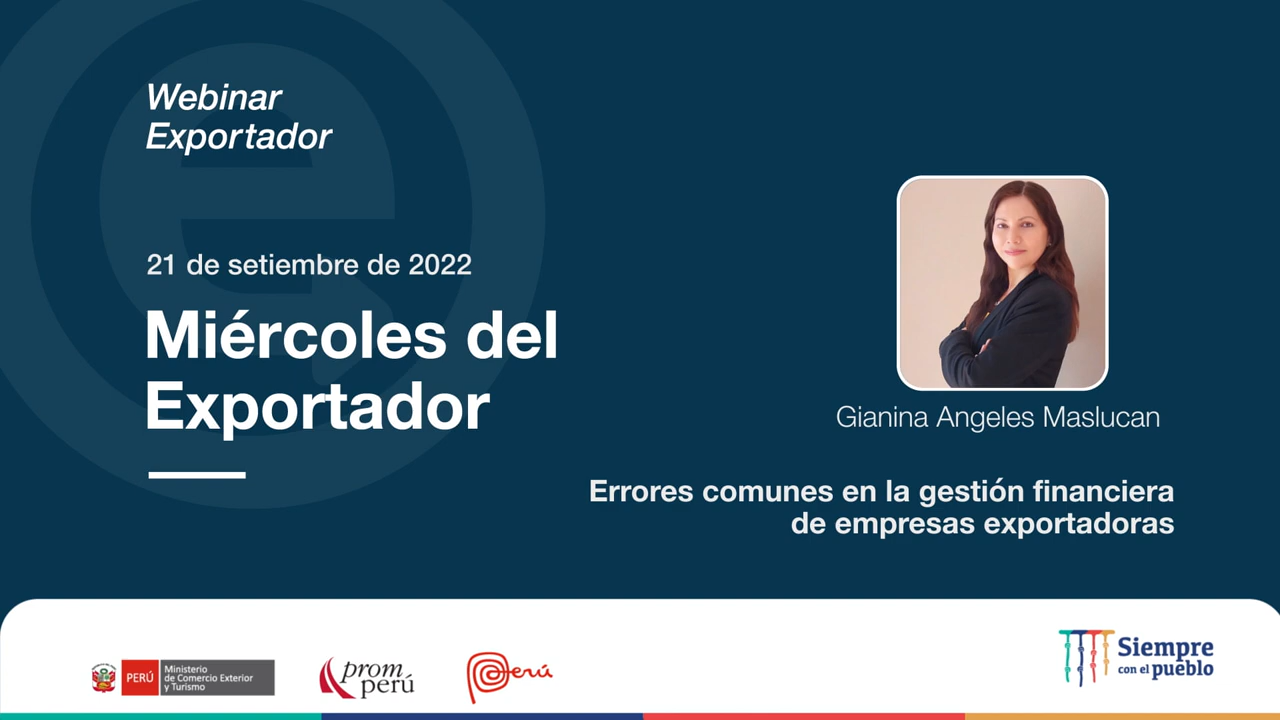 Webinar
Exportador
21 de setiembre de 2022
Miércoles del
Exportador
Gianina Angeles Maslucan
Errores comunes en la gestión financiera
de empresas exportadoras
PERÚ
Ministerio
de Comercio Exterior
y Turismo
prom
perú
Perú
Siempre
con el pueblo